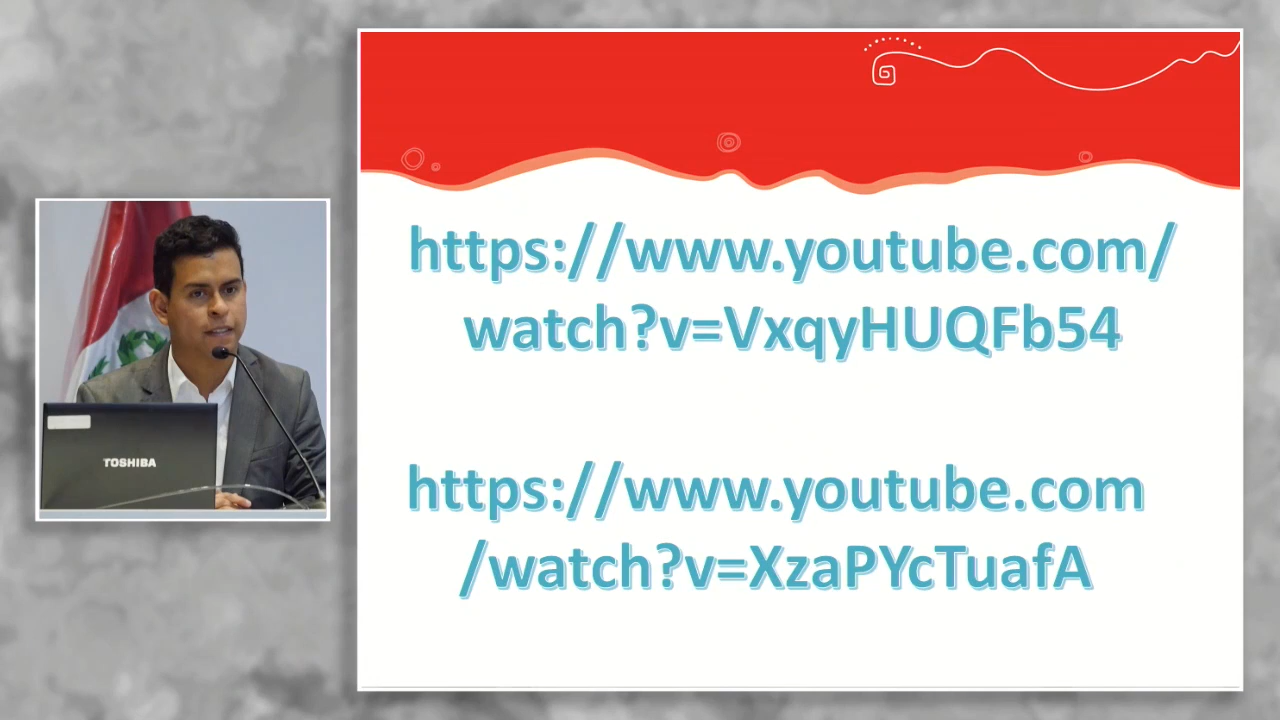 https://www.youtube.com/
watch?v=VxqyHUQFb54
https://www.youtube.com
/watch?v=XzaPYcTuafA
TOSHIBA